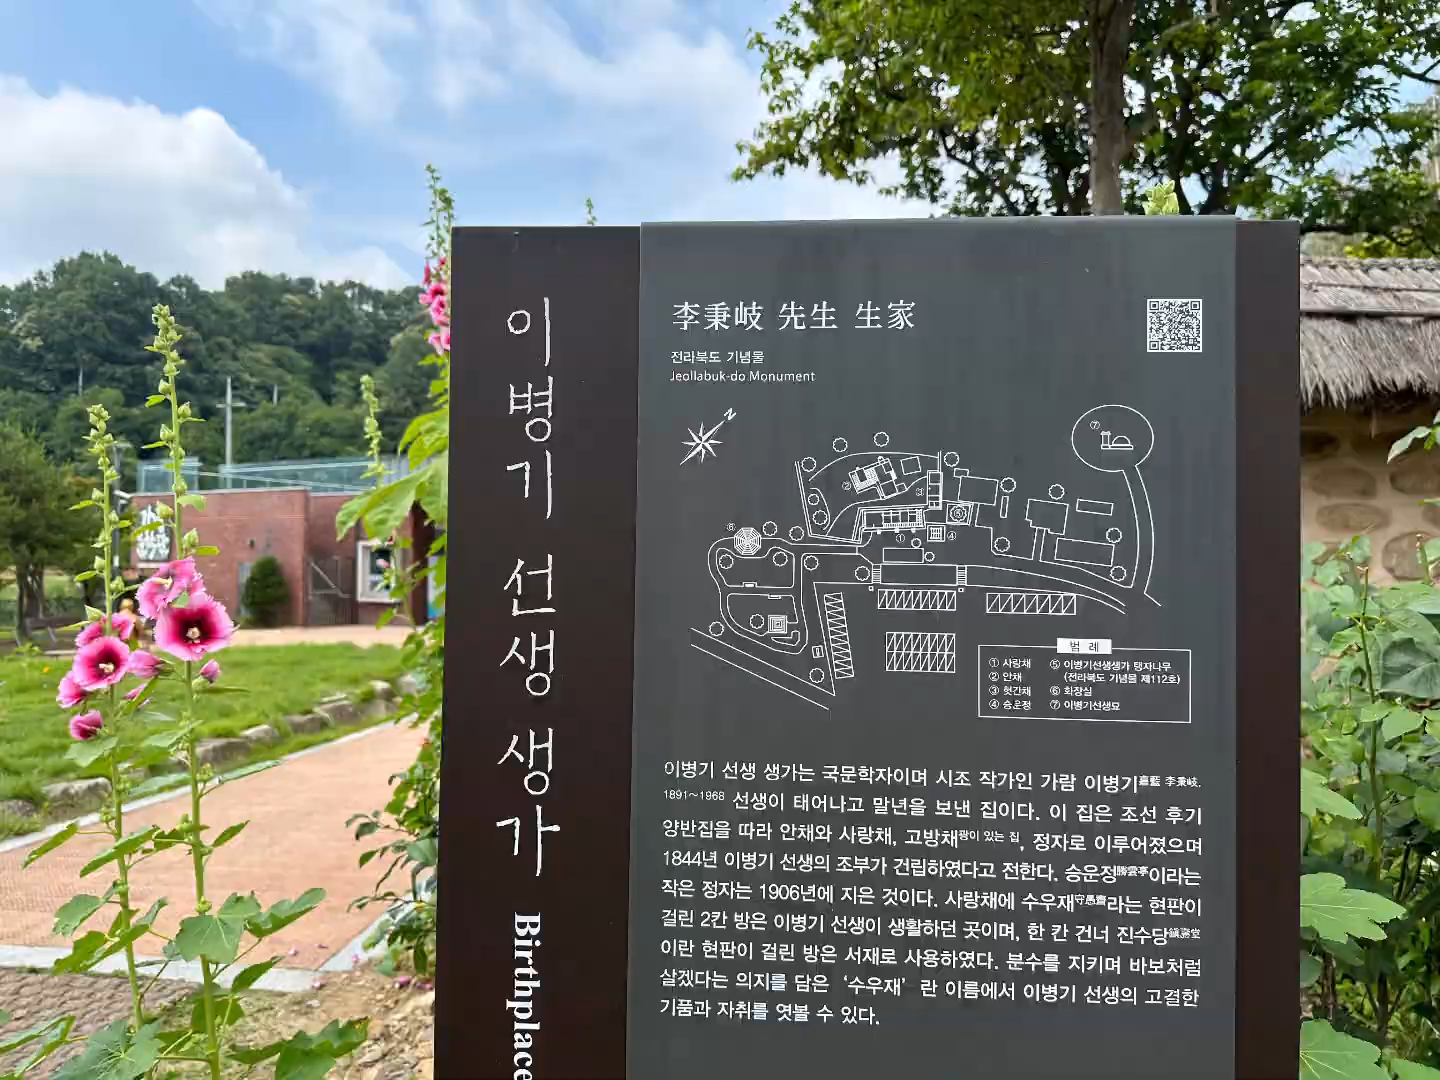 이병기 선생 생가 Birthplace
李秉岐 先生 生家
전라북도 기념물
Jeollabuk-do Monument
N
⑦
②
③
⑤
⑥
①
④
범 례
① 사랑채 ⑤ 이병기선생생가 탱자나무
② 안채 (전라북도 기념물 제112호)
③ 헛간채 ⑥ 화장실
④ 승운정 ⑦ 이병기선생묘
이병기 선생 생가는 국문학자이며 시조 작가인 가람 이병기嘉藍 李秉岐,
1891~1968 선생이 태어나고 말년을 보낸 집이다. 이 집은 조선 후기
양반집을 따라 안채와 사랑채, 고방채광이 있는 집, 정자로 이루어졌으며
1844년 이병기 선생의 조부가 건립하였다고 전한다. 승운정勝雲亭이라는
작은 정자는 1906년에 지은 것이다. 사랑채에 수우재守愚齋라는 현판이
걸린 2칸 방은 이병기 선생이 생활하던 곳이며, 한 칸 건너 진수당鎭壽堂
이란 현판이 걸린 방은 서재로 사용하였다. 분수를 지키며 바보처럼
살겠다는 의지를 담은 ‘수우재’란 이름에서 이병기 선생의 고결한
기품과 자취를 엿볼 수 있다.